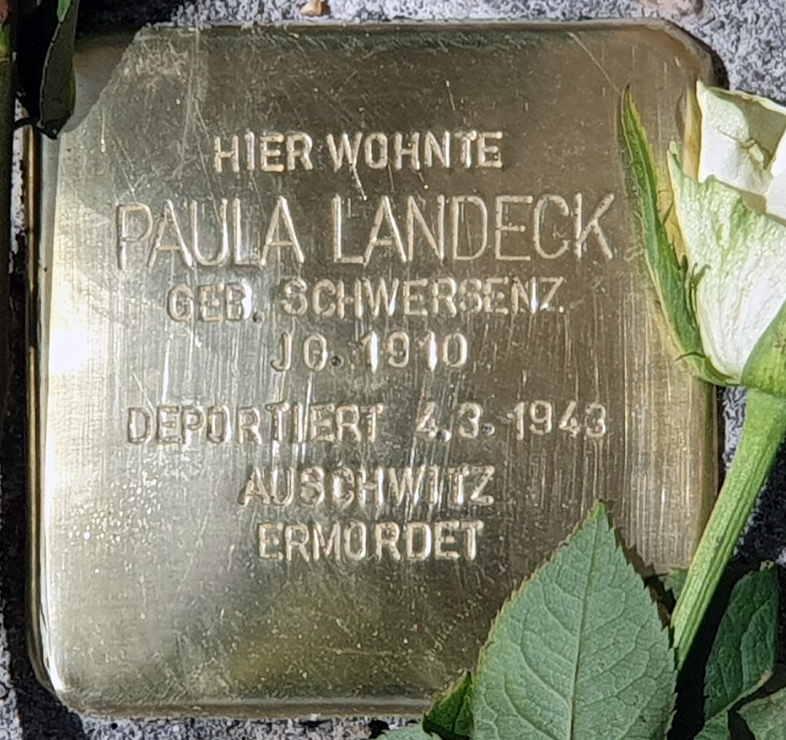 HIER WOHNTE
PAULA LANDECK
GEB. SCHWERSENZ
JG. 1910
DEPORTIERT 4.3.1943
AUSCHWITZ
ERMORDET